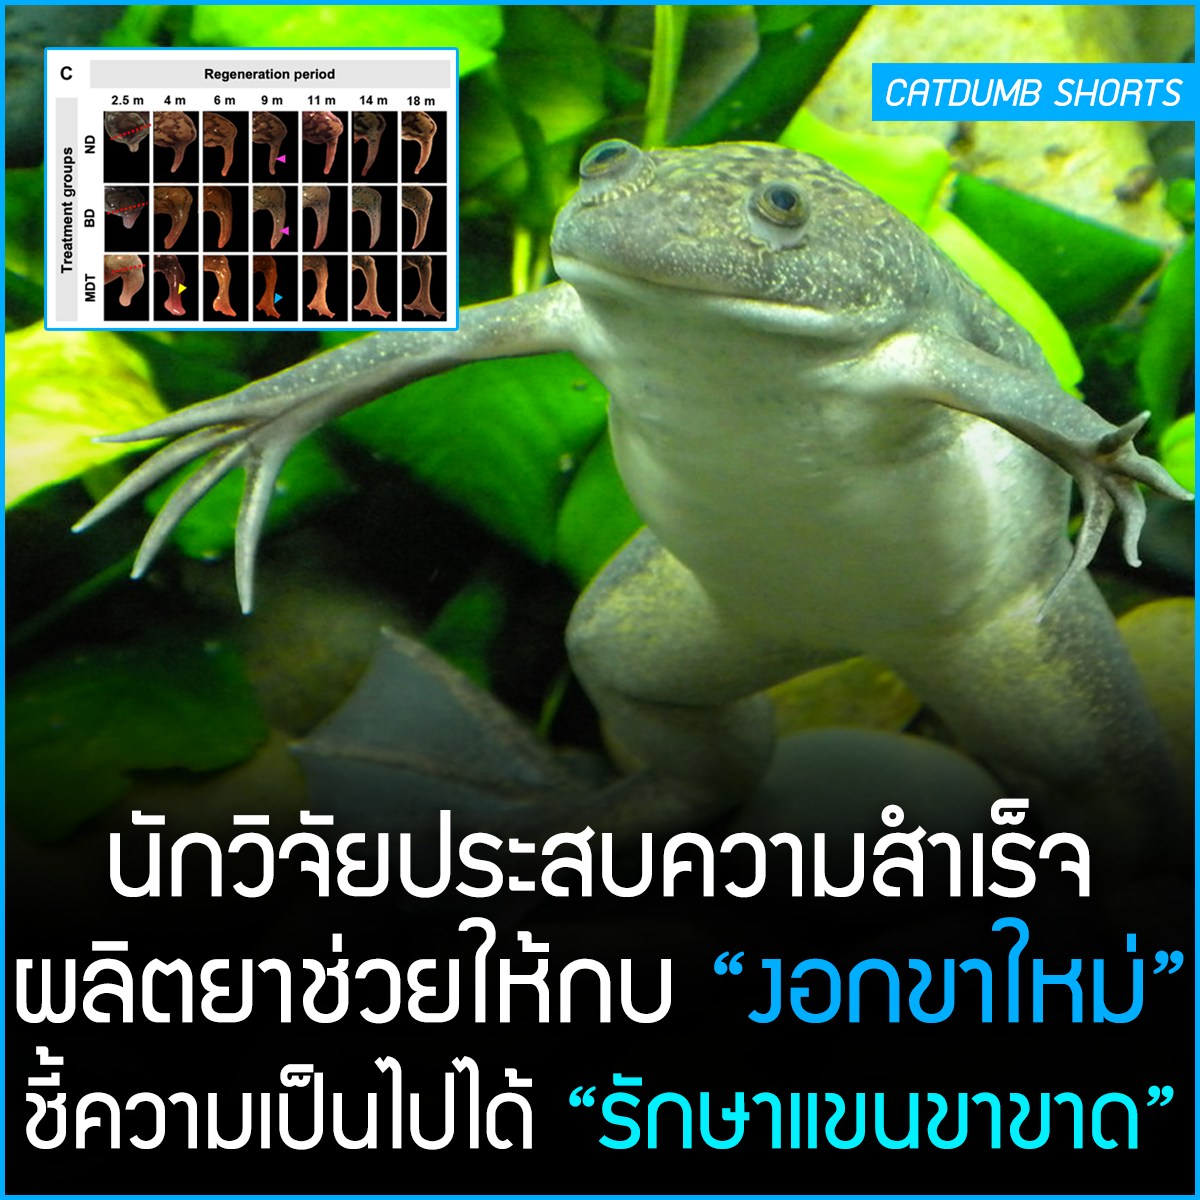 C
Regeneration period
2.5 m 4 m 6 m 9 m 11 m 14 m 18 m
Treatment groups
ND
BD
MDT
CATDUMB SHORTS
นักวิจัยประสบความสำเร็จ
ผลิตยาช่วยให้กบ “งอกขาใหม่”
ชี้ความเป็นไปได้ “รักษาแขนขาขาด”